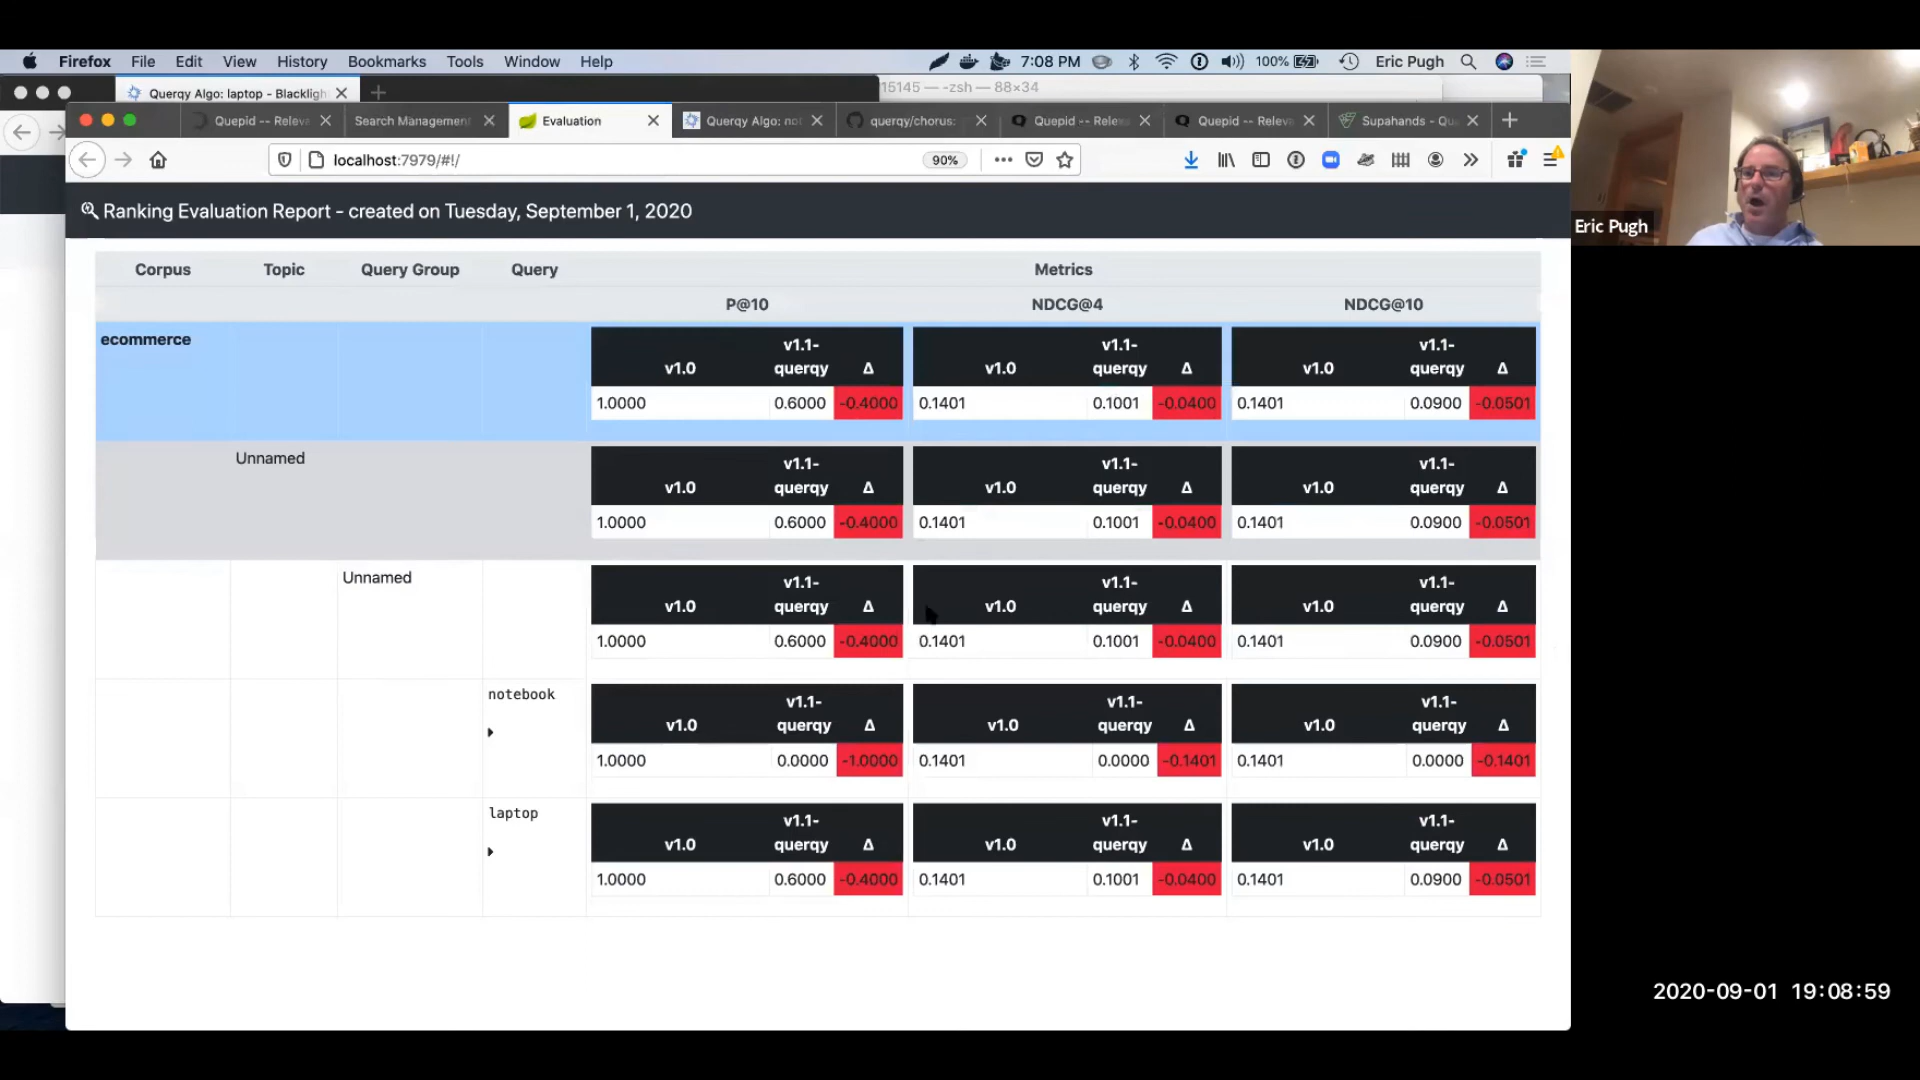 Firefox File Edit View History Bookmarks Tools Window Help 7:08 PM 100% Eric Pugh
Querqy Algo: laptop - Blackligh
15145 — -zsh — 88×34
Quepid -- Releva Search Management Evaluation Querqy Algo: no querqy/chorus: Quepid -- Rele Quepid -- Releva Supahands - Qu
localhost:7979/#!/ 90%
Ranking Evaluation Report - created on Tuesday, September 1, 2020
Eric Pugh
Corpus Topic Query Group Query Metrics
P@10 NDCG@4 NDCG@10
ecommerce
v1.0 v1.1-querqy Δ v1.0 v1.1-querqy Δ v1.0 v1.1-querqy Δ
1.0000 0.6000 -0.4000 0.1401 0.1001 -0.0400 0.1401 0.0900 -0.0501
Unnamed
v1.0 v1.1-querqy Δ v1.0 v1.1-querqy Δ v1.0 v1.1-querqy Δ
1.0000 0.6000 -0.4000 0.1401 0.1001 -0.0400 0.1401 0.0900 -0.0501
Unnamed
v1.0 v1.1-querqy Δ v1.0 v1.1-querqy Δ v1.0 v1.1-querqy Δ
1.0000 0.6000 -0.4000 0.1401 0.1001 -0.0400 0.1401 0.0900 -0.0501
notebook
v1.0 v1.1-querqy Δ v1.0 v1.1-querqy Δ v1.0 v1.1-querqy Δ
1.0000 0.0000 -1.0000 0.1401 0.0000 -0.1401 0.1401 0.0000 -0.1401
laptop
v1.0 v1.1-querqy Δ v1.0 v1.1-querqy Δ v1.0 v1.1-querqy Δ
1.0000 0.6000 -0.4000 0.1401 0.1001 -0.0400 0.1401 0.0900 -0.0501
2020-09-01 19:08:59